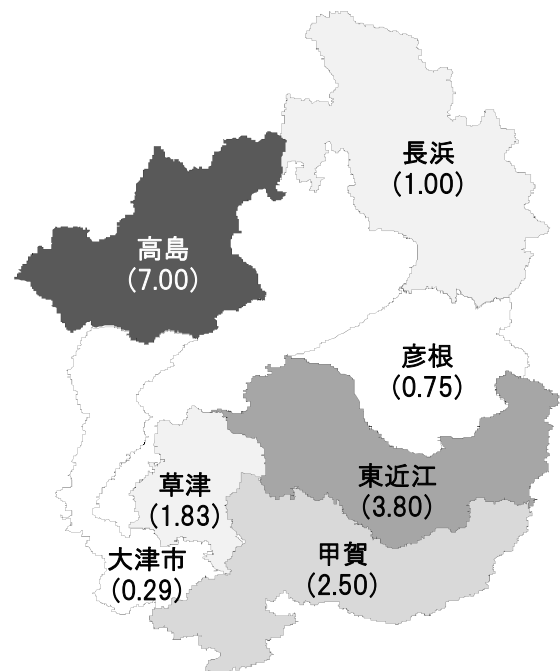 長浜
(1.00)
高島
(7.00)
彦根
(0.75)
東近江
(3.80)
草津
(1.83)
甲賀
(2.50)
大津市
(0.29)